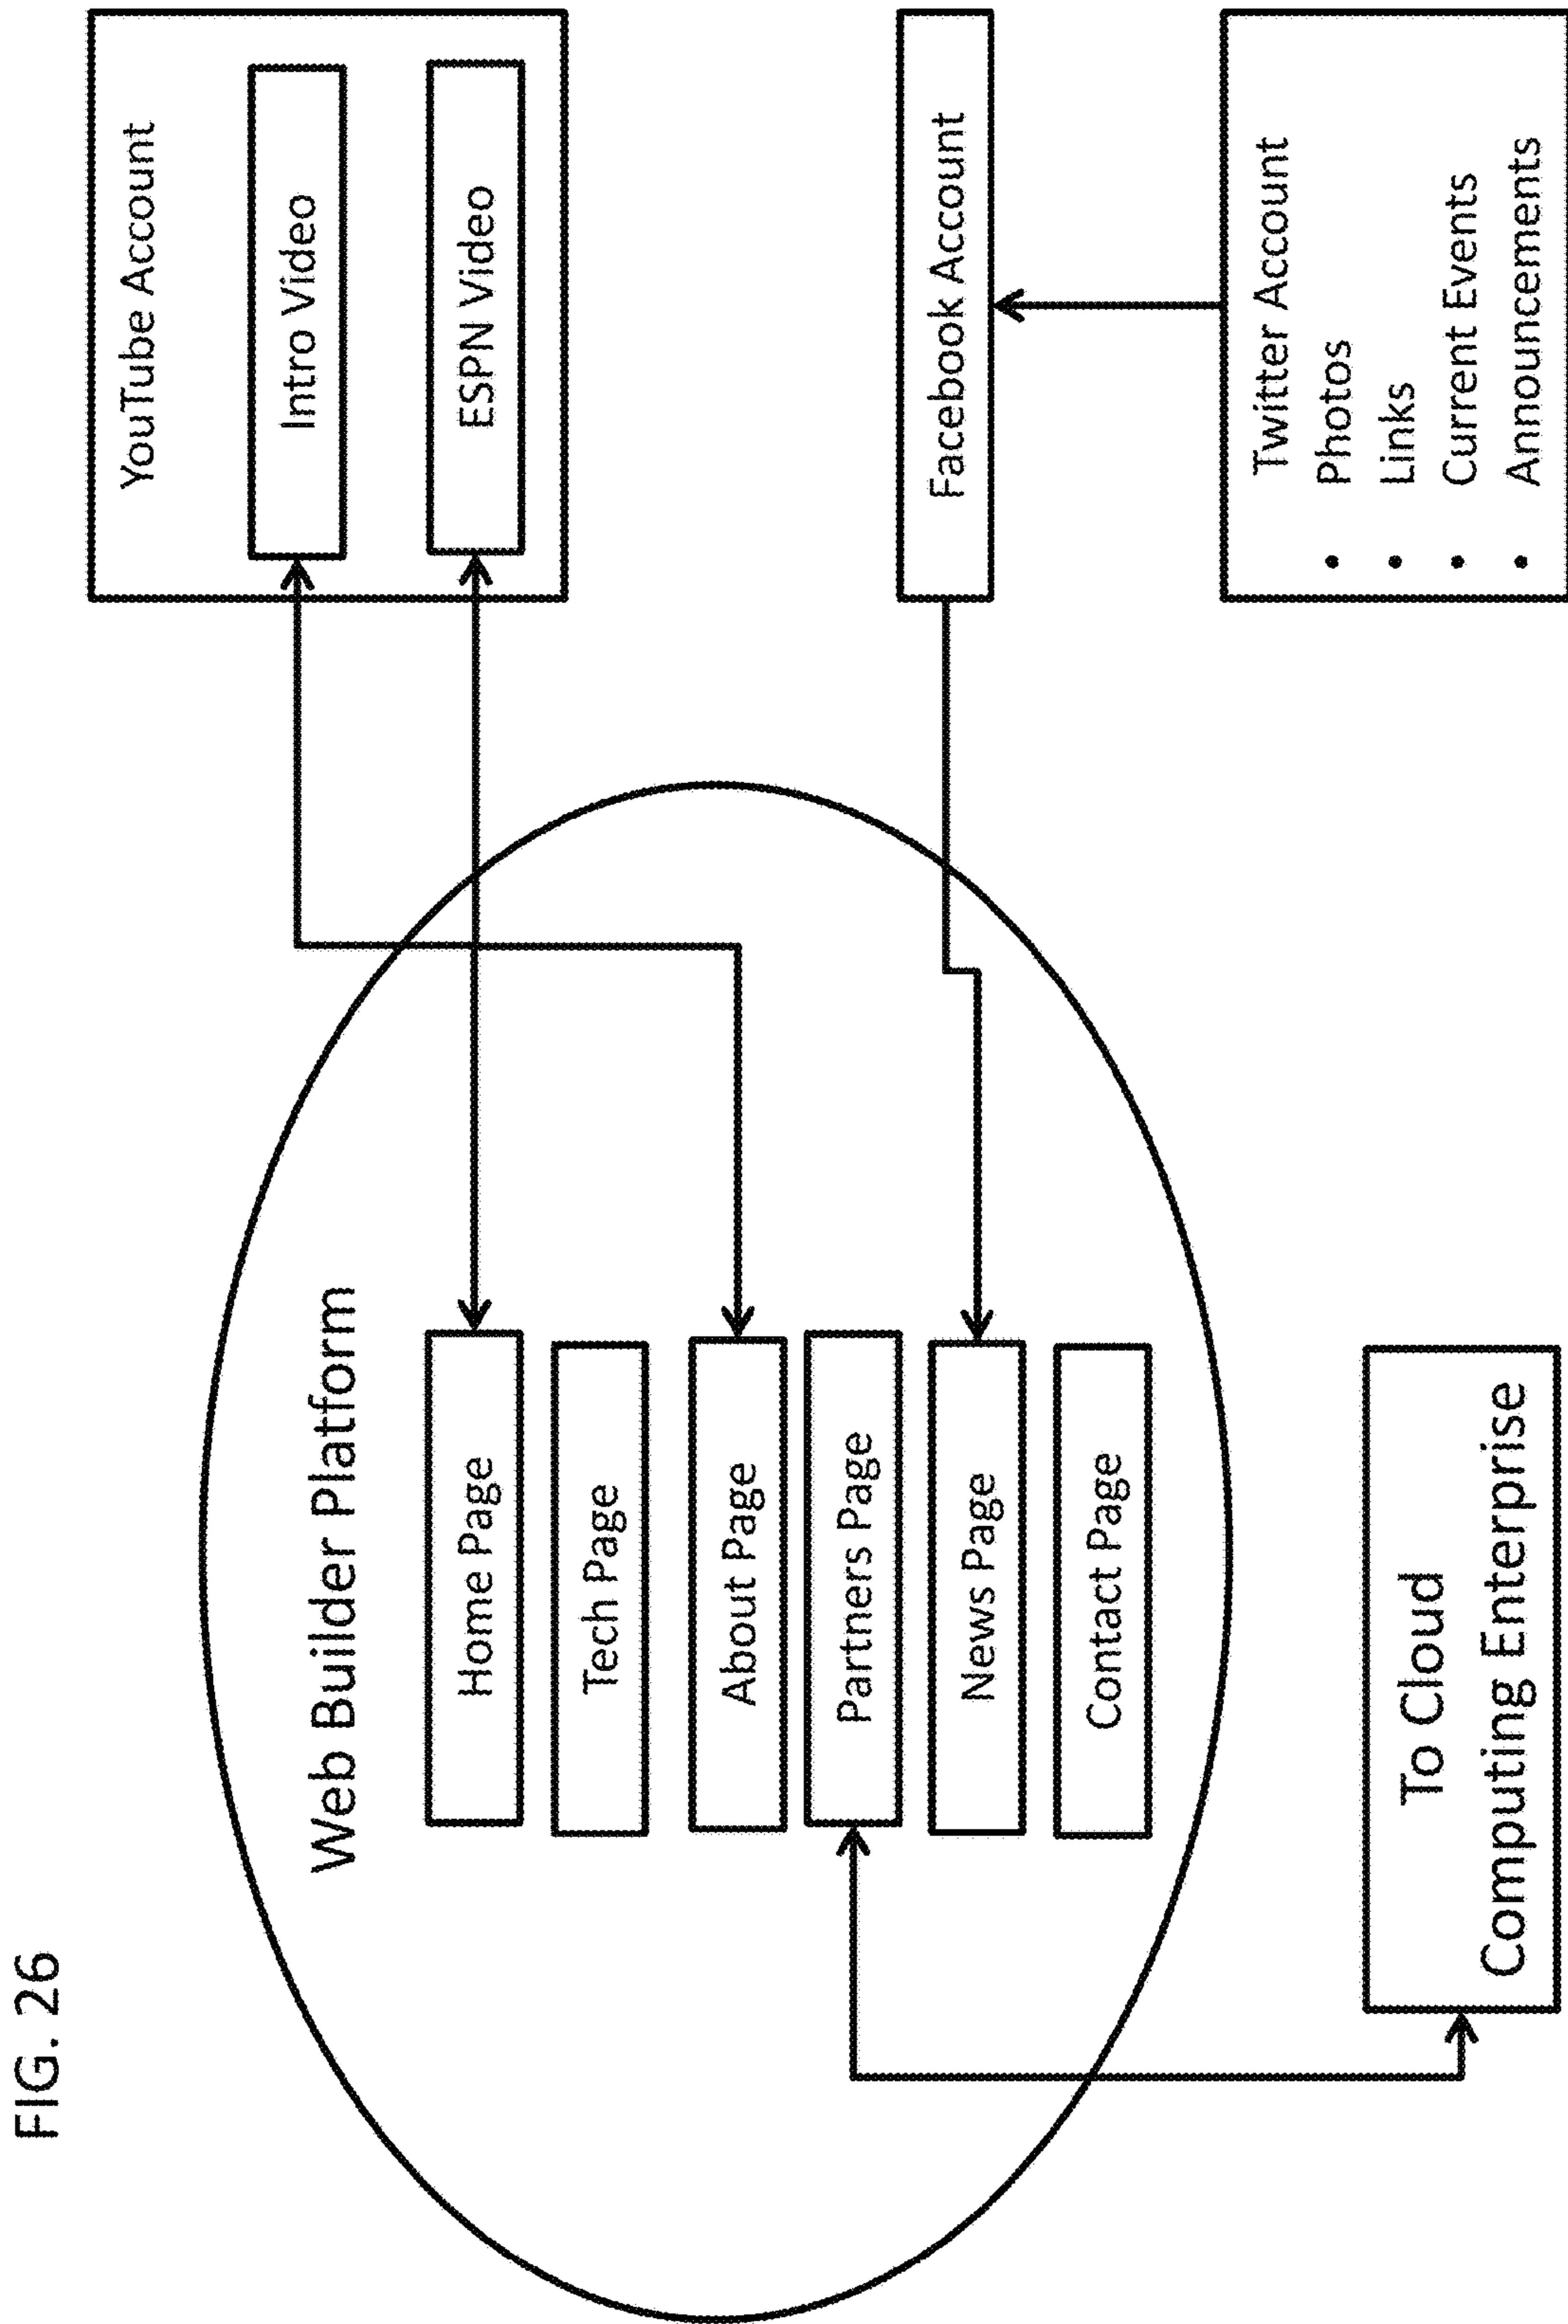 FIG. 26
Web Builder Platform
Home Page
Tech Page
About Page
Partners Page
News Page
Contact Page
To Cloud
Computing Enterprise
YouTube Account
Intro Video
ESPN Video
Facebook Account
Twitter Account
• Photos
• Links
• Current Events
• Announcements